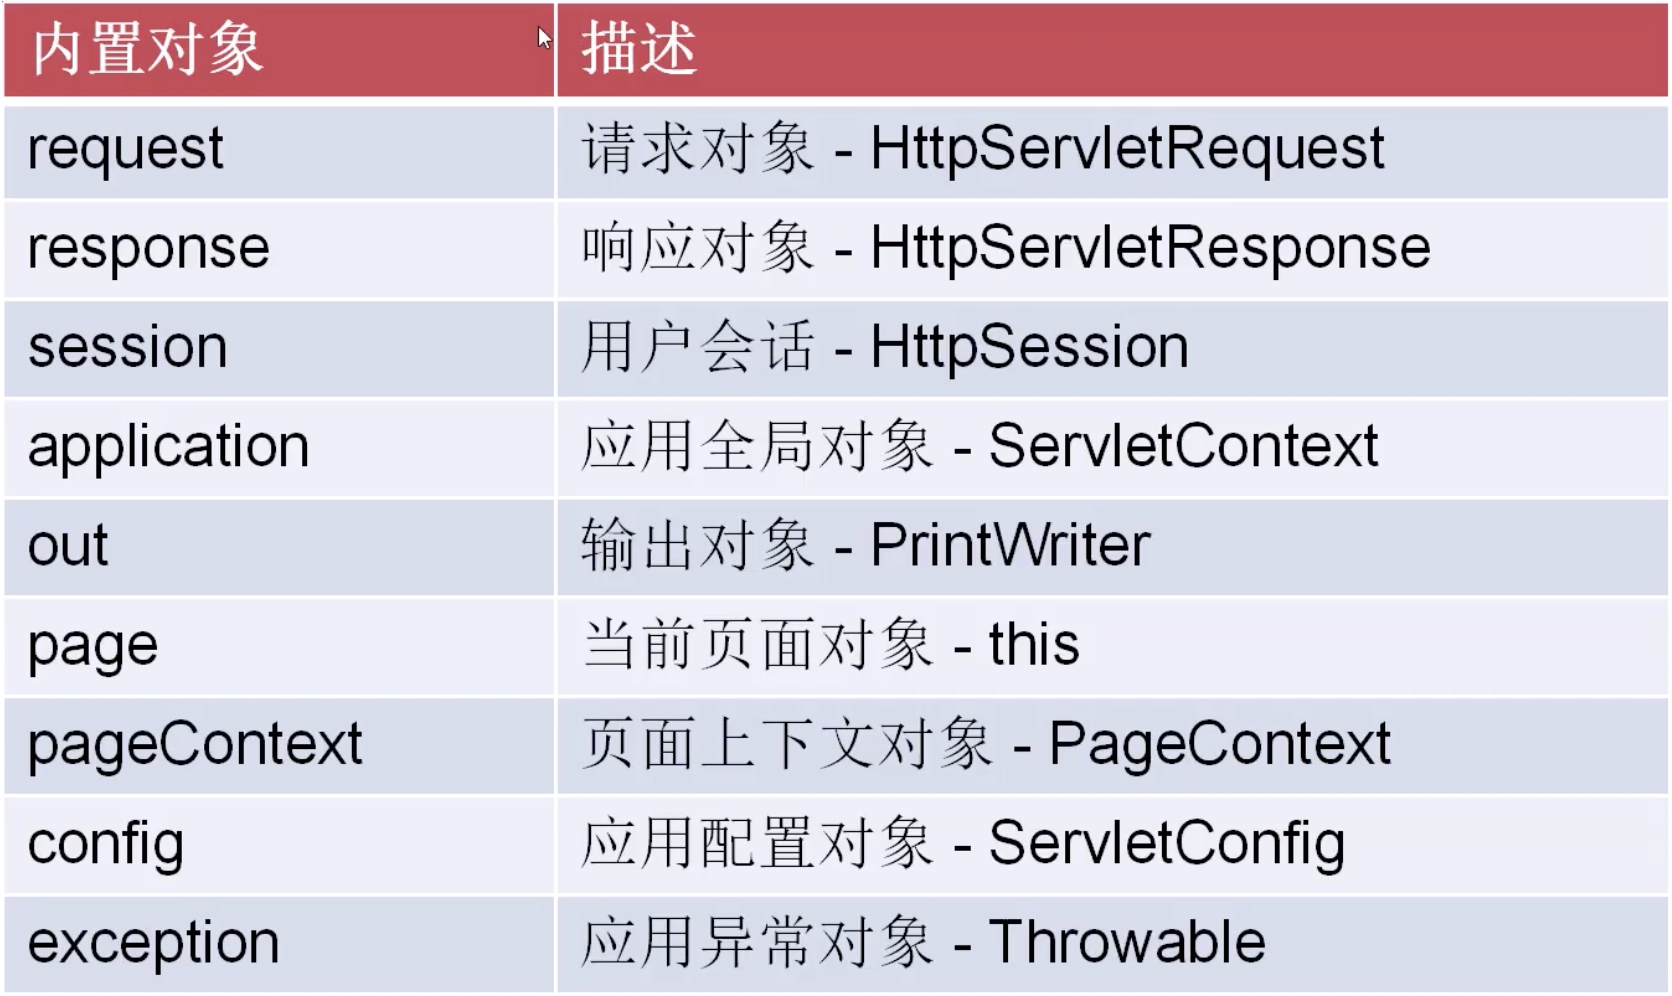 内置对象 描述
request 请求对象 - HttpServletRequest
response 响应对象 - HttpServletResponse
session 用户会话 - HttpSession
application 应用全局对象 - ServletContext
out 输出对象 - PrintWriter
page 当前页面对象 - this
pageContext 页面上下文对象 - PageContext
config 应用配置对象 - ServletConfig
exception 应用异常对象 - Throwable